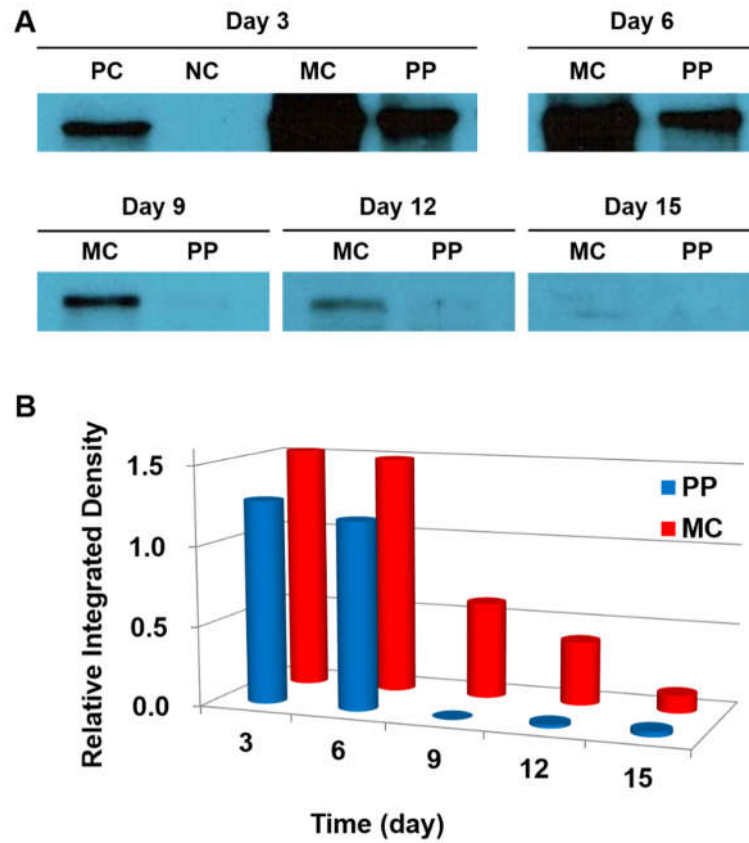 A
Day 3
Day 6
PC NC MC PP
MC PP
Day 9
Day 12
Day 15
MC PP
MC PP
MC PP
B
Relative Integrated Density
1.5
1.0
0.5
0.0
PP
MC
3 6 9 12 15
Time (day)